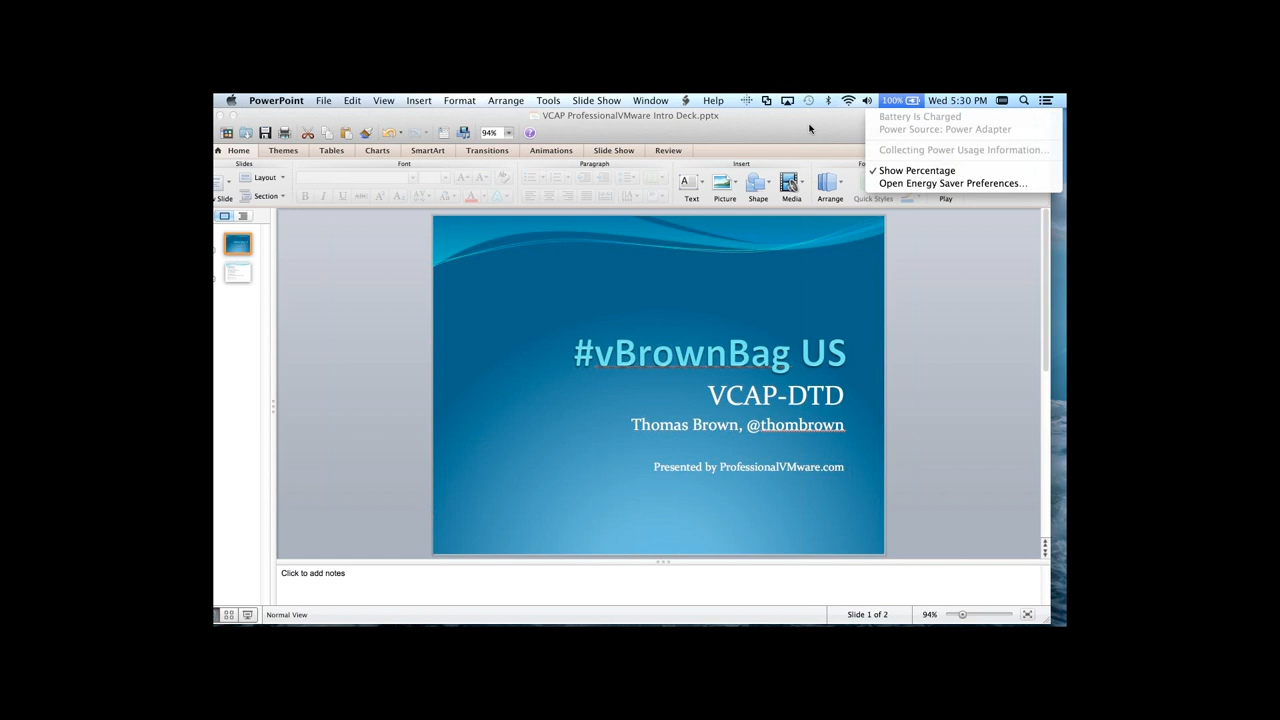 PowerPoint File Edit View Insert Format Arrange Tools Slide Show Window Help 100% Wed 5:30 PM
VCAP ProfessionalVMware Intro Deck.pptx
Battery Is Charged
Power Source: Power Adapter
Collecting Power Usage Information...
Show Percentage
Open Energy Saver Preferences...
94%
Home Themes Tables Charts SmartArt Transitions Animations Slide Show Review
Slides Font Paragraph Insert
Layout
Section
Slide
B I U
Text Picture Shape Media Arrange Quick Styles Play
#vBrownBag US
VCAP-DTD
Thomas Brown, @thombrown
Presented by ProfessionalVMware.com
Click to add notes
Normal View Slide 1 of 2 94%